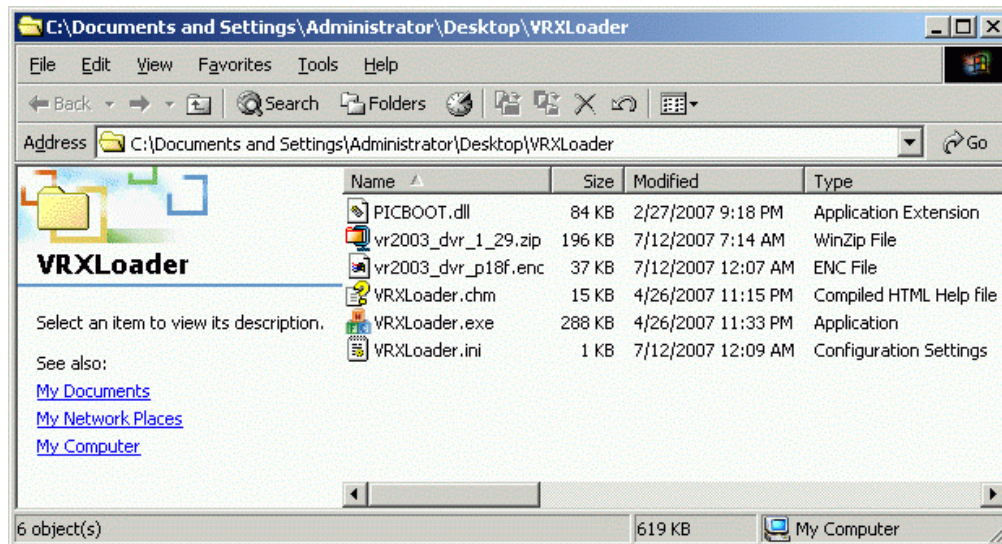 C:\Documents and Settings\Administrator\Desktop\VRXLoader
File Edit View Favorites Tools Help
Back Search Folders
Address C:\Documents and Settings\Administrator\Desktop\VRXLoader Go
Name Size Modified Type
PICBOOT.dll 84 KB 2/27/2007 9:18 PM Application Extension
vr2003_dvr_1_29.zip 196 KB 7/12/2007 7:14 AM WinZip File
vr2003_dvr_p18f.enc 37 KB 7/12/2007 12:07 AM ENC File
VRXLoader.chm 15 KB 4/26/2007 11:15 PM Compiled HTML Help file
VRXLoader.exe 288 KB 4/26/2007 11:33 PM Application
VRXLoader.ini 1 KB 7/12/2007 12:09 AM Configuration Settings
VRXLoader
Select an item to view its description.
See also:
My Documents
My Network Places
My Computer
6 object(s) 619 KB My Computer